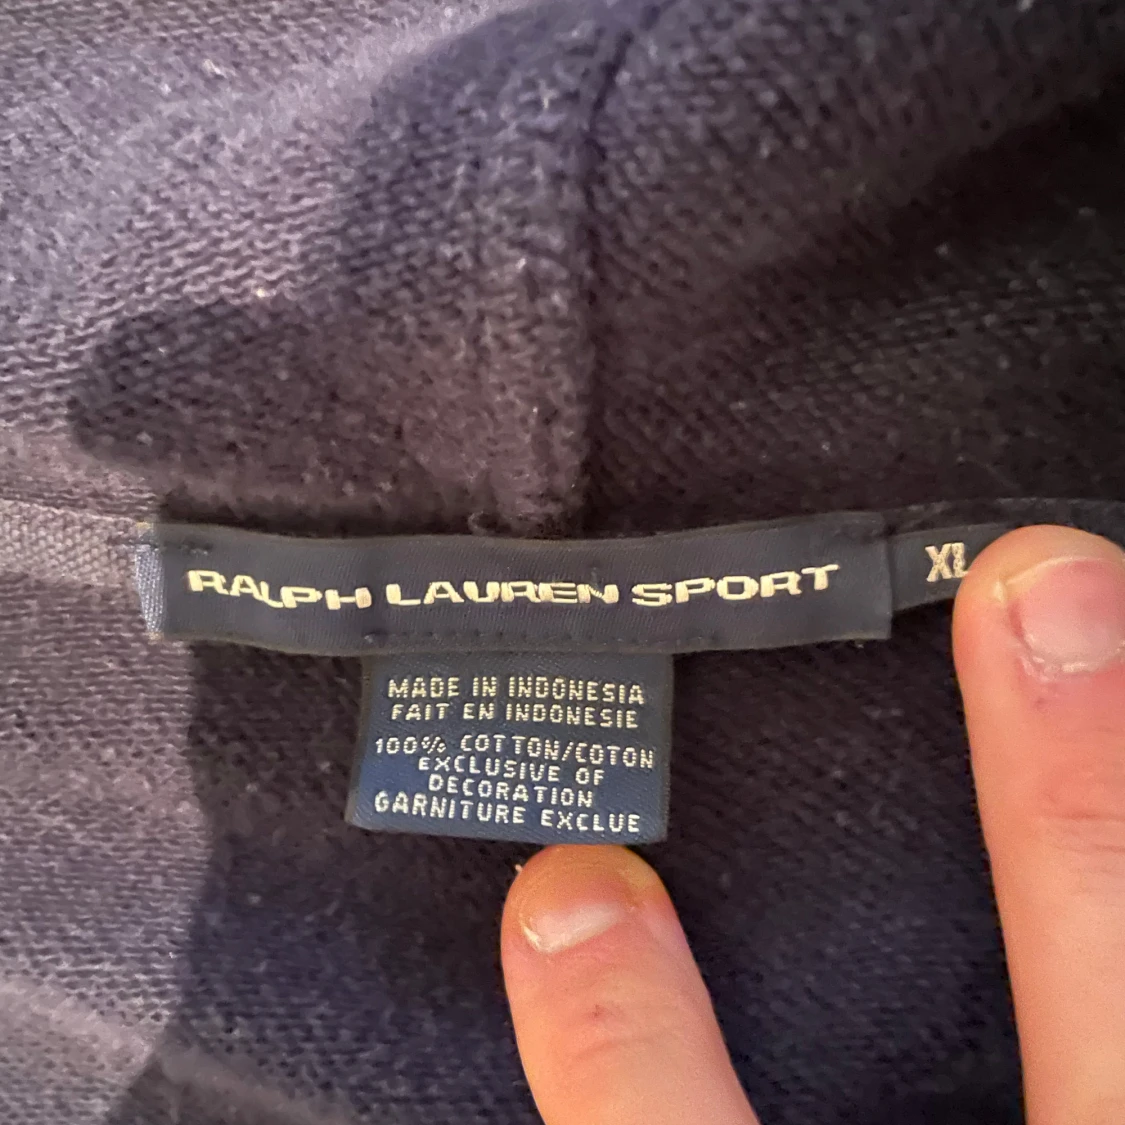 RALPH LAUREN SPORT
XL
MADE IN INDONESIA
FAIT EN INDONESIE
100% COTTON/COTON
EXCLUSIVE OF
DECORATION
GARNITURE EXCLUE